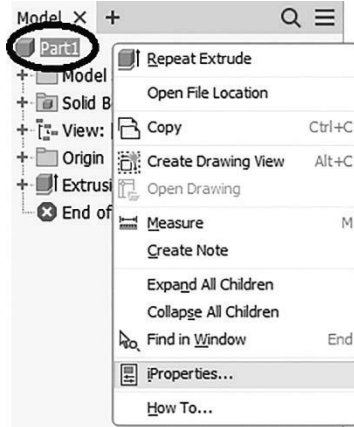 Model × +
Part1
Repeat Extrude
Model
Open File Location
Solid B
View:
Copy Ctrl+C
Origin
Create Drawing View Alt+C
Extrusi
Open Drawing
End of
Measure M
Create Note
Expand All Children
Collapse All Children
Find in Window End
iProperties...
How To...